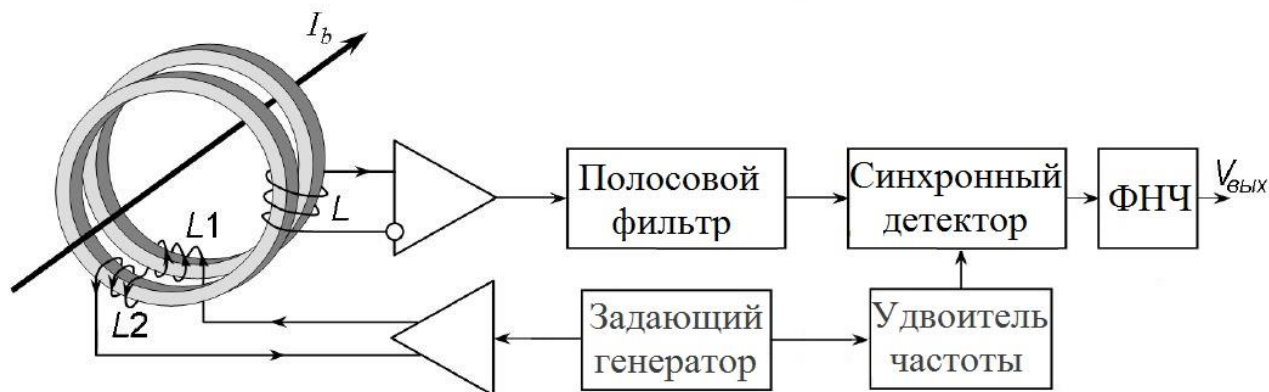 I_b
L
L1
L2
Полосовой
фильтр
Синхронный
детектор
ФНЧ
V_вых
Задающий
генератор
Удвоитель
частоты